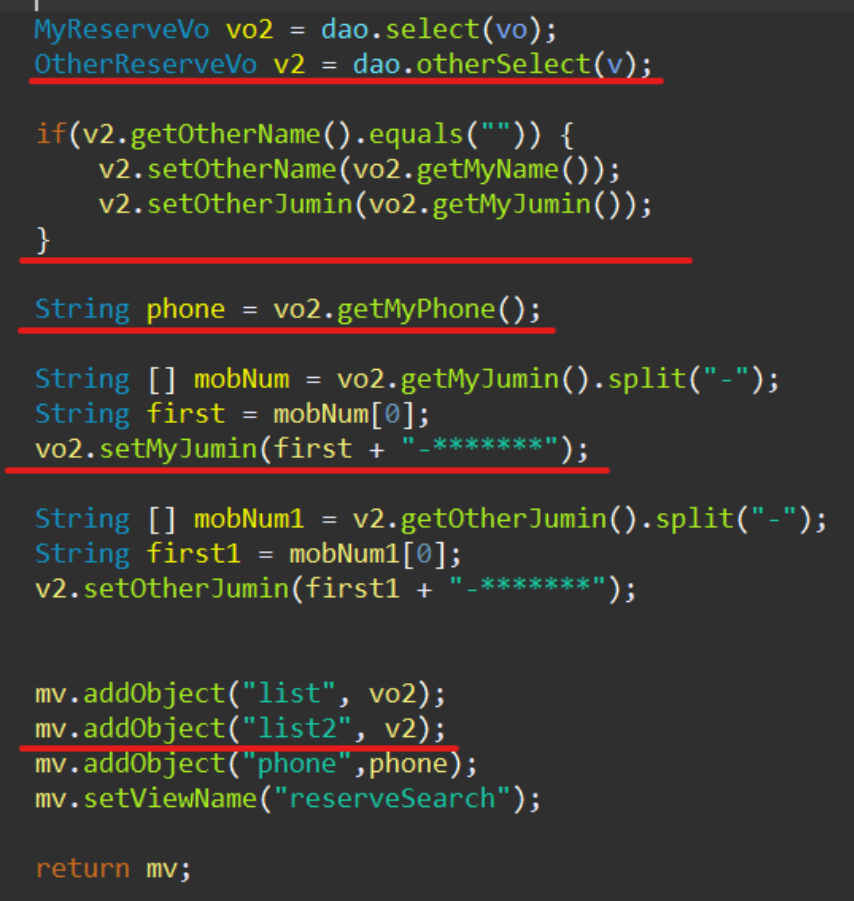 MyReserveVo vo2 = dao.select(vo);
OtherReserveVo v2 = dao.otherSelect(v);
if(v2.getOtherName().equals("")) {
v2.setOtherName(vo2.getMyName());
v2.setOtherJumin(vo2.getMyJumin());
}
String phone = vo2.getMyPhone();
String [] mobNum = vo2.getMyJumin().split("-");
String first = mobNum[0];
vo2.setMyJumin(first + "-*******");
String [] mobNum1 = v2.getOtherJumin().split("-");
String first1 = mobNum1[0];
v2.setOtherJumin(first1 + "-*******");
mv.addObject("list", vo2);
mv.addObject("list2", v2);
mv.addObject("phone",phone);
mv.setViewName("reserveSearch");
return mv;